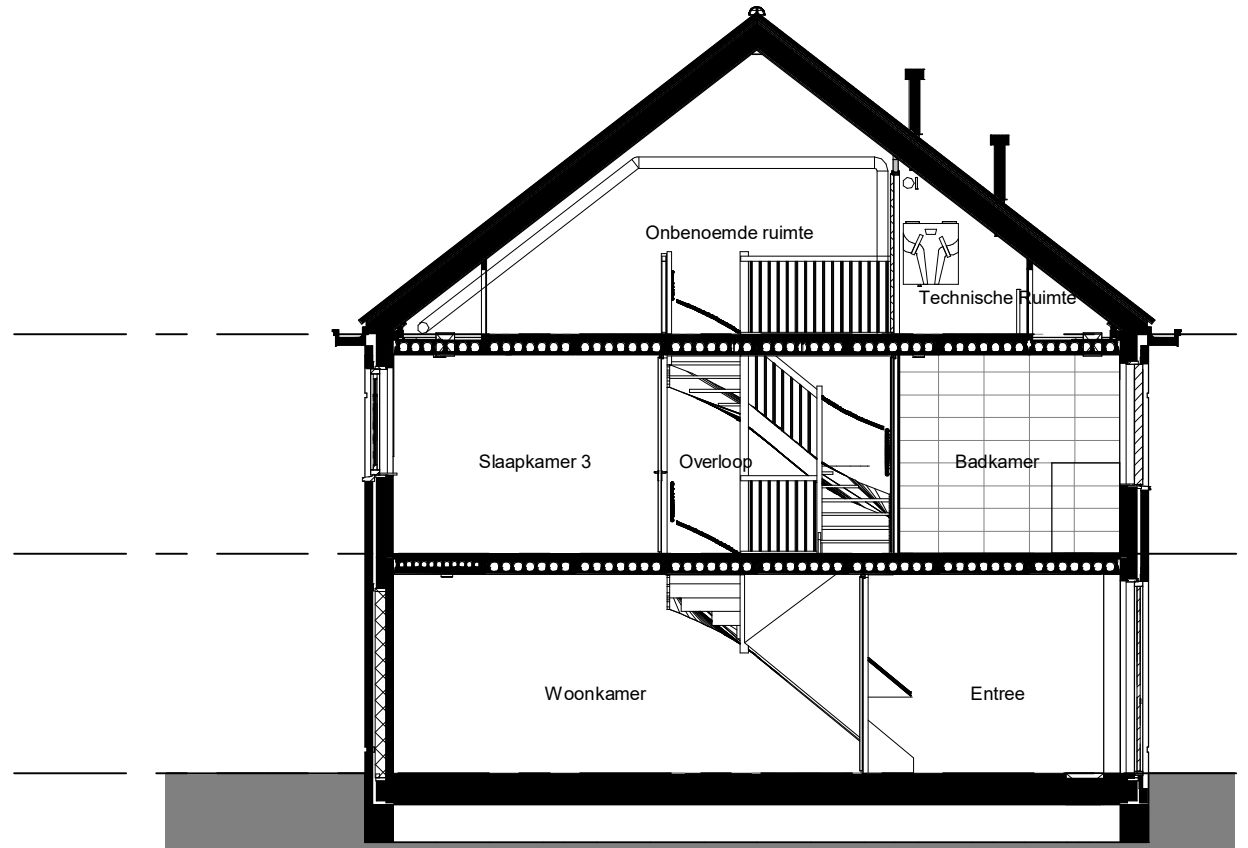 Onbenoemde ruimte
Technische Ruimte
Slaapkamer 3
Overloop
Badkamer
Woonkamer
Entree